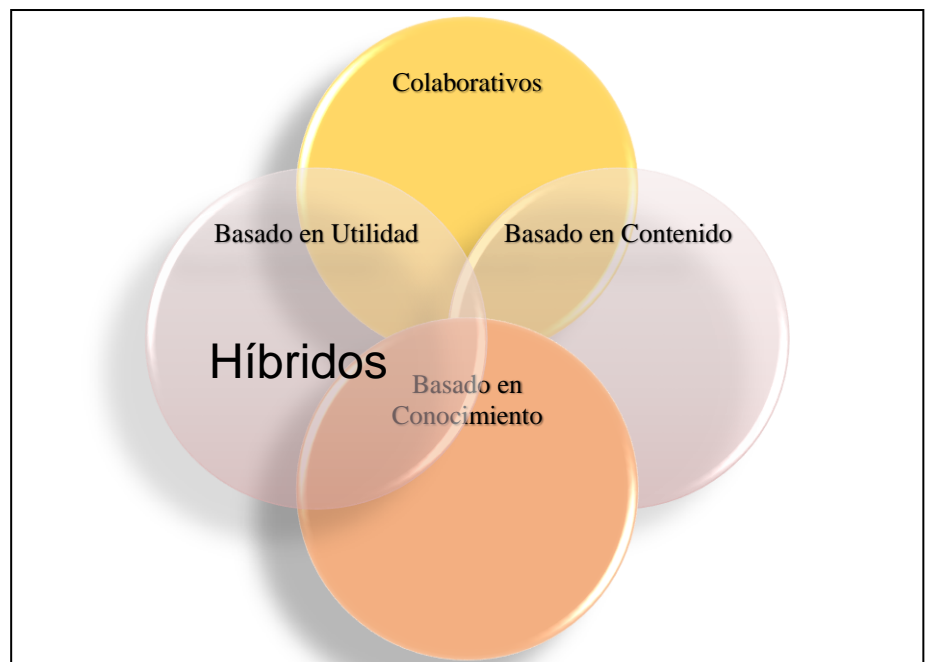 Colaborativos
Basado en Utilidad
Basado en Contenido
Híbridos
Basado en
Conocimiento